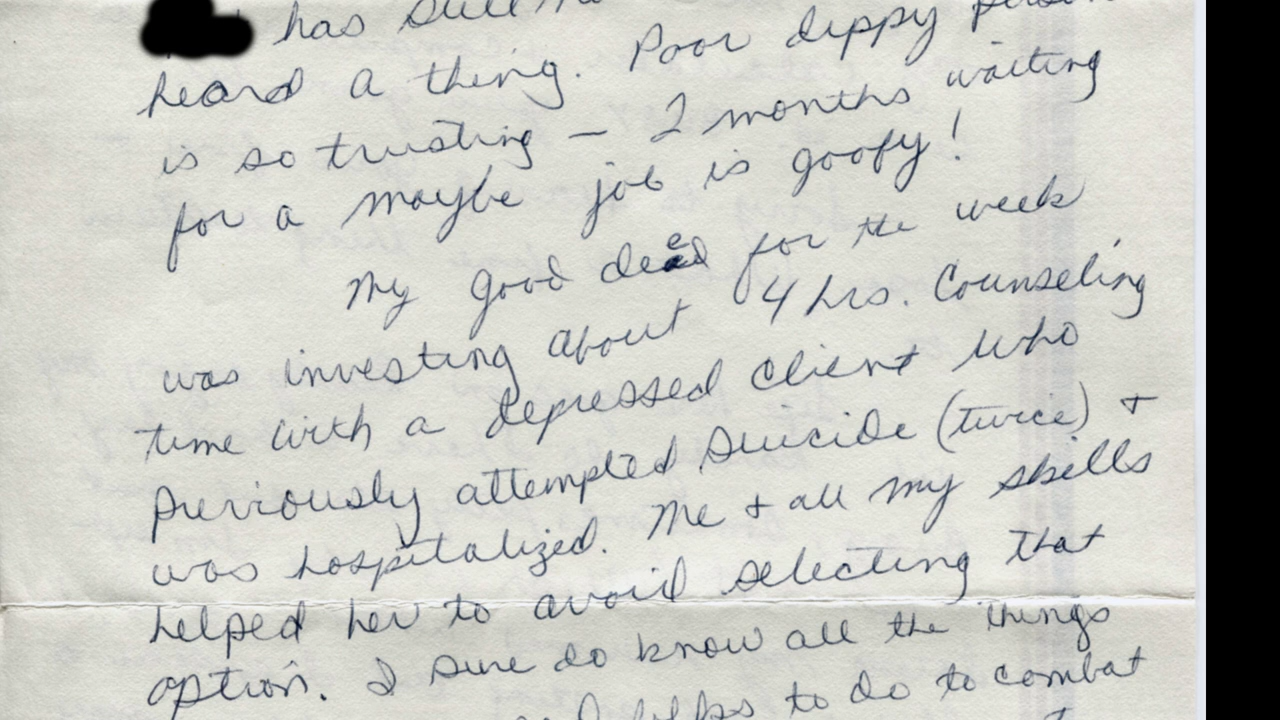 has still
heard a thing. Poor dippy person
is so trusting — 2 months waiting
for a maybe job is goofy!
My good deed for the week
was investing about 4 hrs. Counseling
time with a depressed client who
previously attempted suicide (twice) +
was hospitalized. Me + all my skills
helped her to avoid selecting that
option. I sure do know all the things
to do to combat